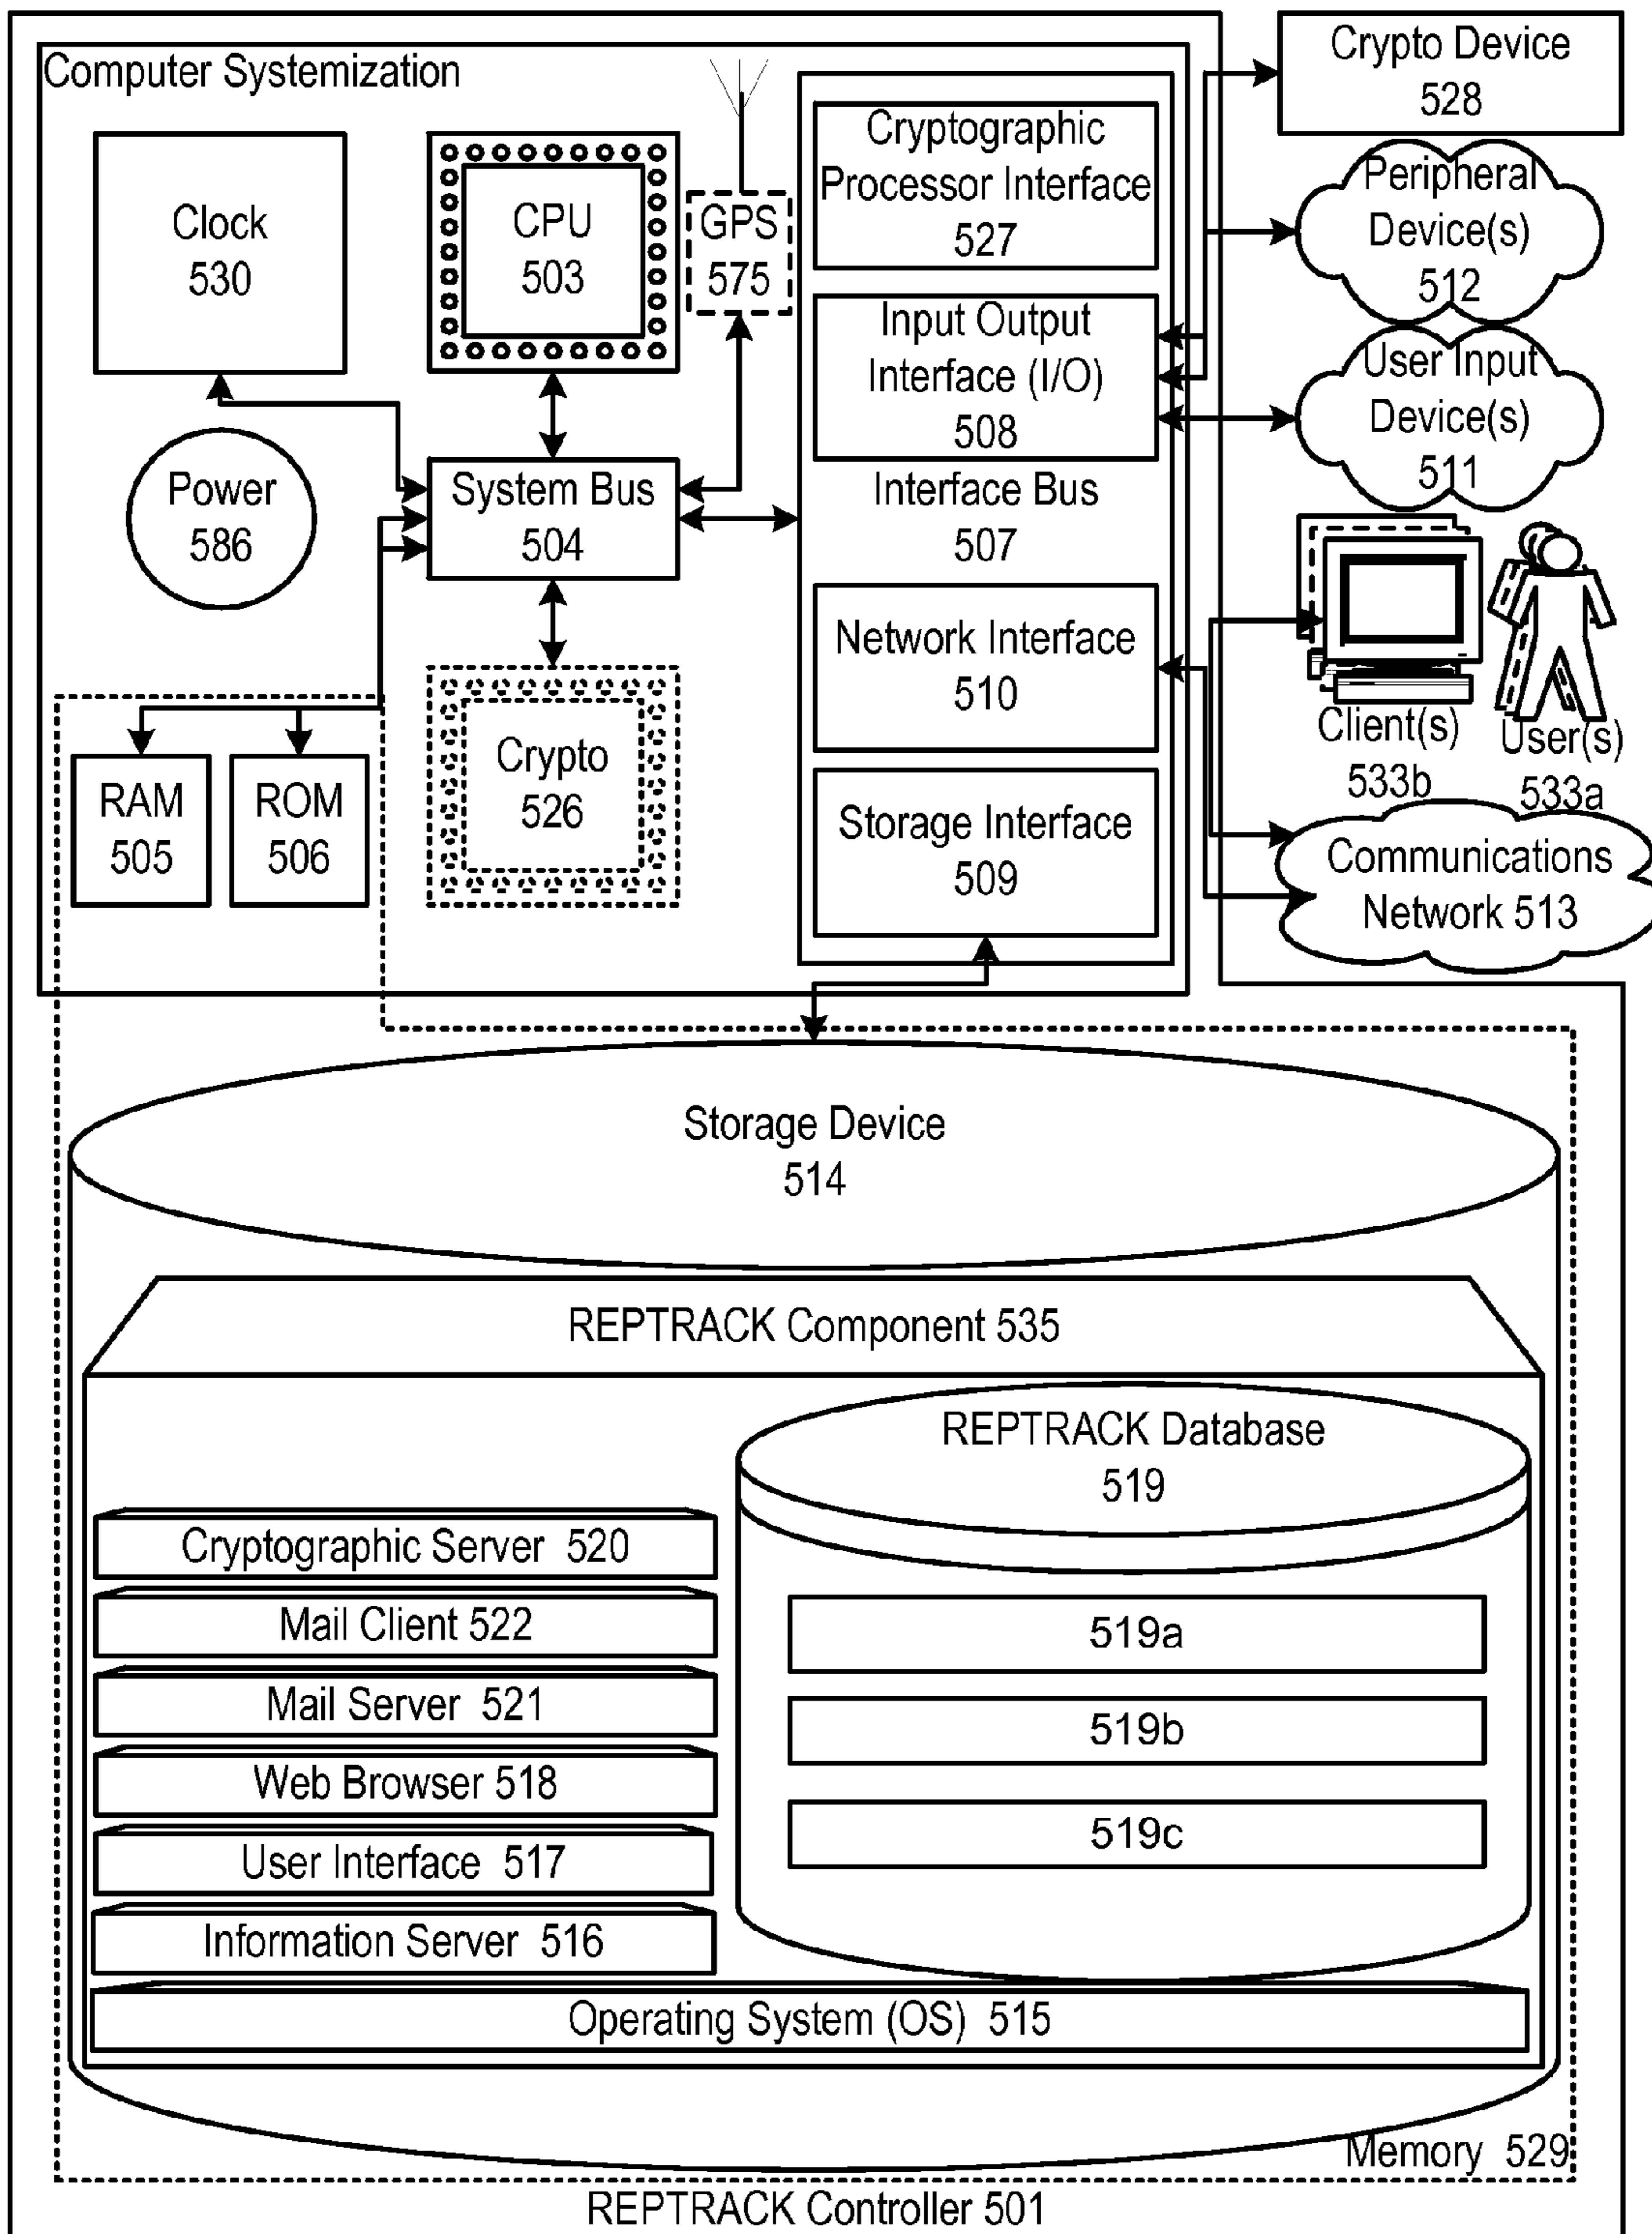 Computer Systemization
Clock
530
CPU
503
GPS
575
Cryptographic
Processor Interface
527
Input Output
Interface (I/O)
508
Interface Bus
507
Network Interface
510
Storage Interface
509
Power
586
System Bus
504
RAM
505
ROM
506
Crypto
526
Crypto Device
528
Peripheral
Device(s)
512
User Input
Device(s)
511
Client(s)
533b
User(s)
533a
Communications
Network 513
Storage Device
514
REPTRACK Component 535
REPTRACK Database
519
519a
519b
519c
Cryptographic Server 520
Mail Client 522
Mail Server 521
Web Browser 518
User Interface 517
Information Server 516
Operating System (OS) 515
Memory 529
REPTRACK Controller 501